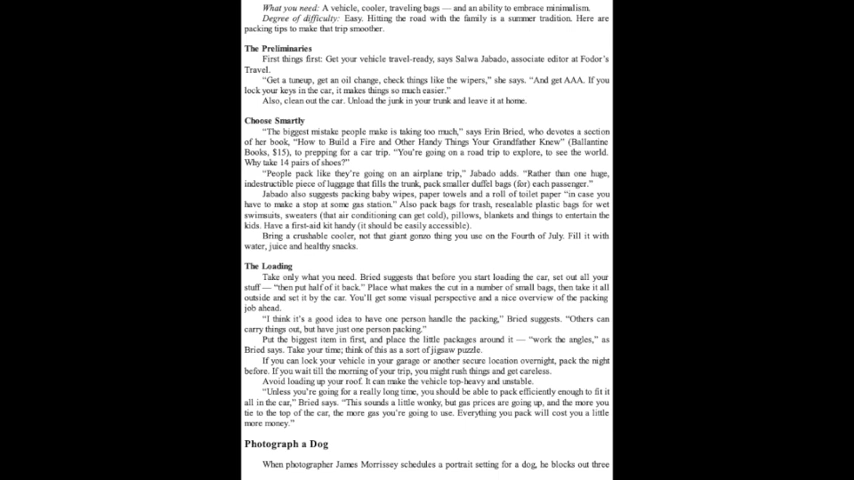 What you need: A vehicle, cooler, traveling bags — and an ability to embrace minimalism.
Degree of difficulty: Easy. Hitting the road with the family is a summer tradition. Here are
packing tips to make that trip smoother.
The Preliminaries
First things first: Get your vehicle travel-ready, says Salwa Jabado, associate editor at Fodor's
Travel.
“Get a tuneup, get an oil change, check things like the wipers,” she says. “And get AAA. If you
lock your keys in the car, it makes things so much easier.”
Also, clean out the car. Unload the junk in your trunk and leave it at home.
Choose Smartly
“The biggest mistake people make is taking too much,” says Erin Bried, who devotes a section
of her book, “How to Build a Fire and Other Handy Things Your Grandfather Knew” (Ballantine
Books, $15), to prepping for a car trip. “You're going on a road trip to explore, to see the world.
Why take 14 pairs of shoes?”
“People pack like they're going on an airplane trip,” Jabado adds. “Rather than one huge,
indestructible piece of luggage that fills the trunk, pack smaller duffel bags (for) each passenger.”
Jabado also suggests packing baby wipes, paper towels and a roll of toilet paper “in case you
have to make a stop at some gas station.” Also pack bags for trash, resealable plastic bags for wet
swimsuits, sweaters (that air conditioning can get cold), pillows, blankets and things to entertain the
kids. Have a first-aid kit handy (it should be easily accessible).
Bring a crushable cooler, not that giant gonzo thing you use on the Fourth of July. Fill it with
water, juice and healthy snacks.
The Loading
Take only what you need. Bried suggests that before you start loading the car, set out all your
stuff — “then put half of it back.” Place what makes the cut in a number of small bags, then take it all
outside and set it by the car. You'll get some visual perspective and a nice overview of the packing
job ahead.
“I think it's a good idea to have one person handle the packing,” Bried suggests. “Others can
carry things out, but have just one person packing.”
Put the biggest item in first, and place the little packages around it — “work the angles,” as
Bried says. Take your time; think of this as a sort of jigsaw puzzle.
If you can lock your vehicle in your garage or another secure location overnight, pack the night
before. If you wait till the morning of your trip, you might rush things and get careless.
Avoid loading up your roof. It can make the vehicle top-heavy and unstable.
“Unless you're going for a really long time, you should be able to pack efficiently enough to fit it
all in the car,” Bried says. “This sounds a little wonky, but gas prices are going up, and the more you
tie to the top of the car, the more gas you're going to use. Everything you pack will cost you a little
more money.”
Photograph a Dog
When photographer James Morrissey schedules a portrait setting for a dog, he blocks out three